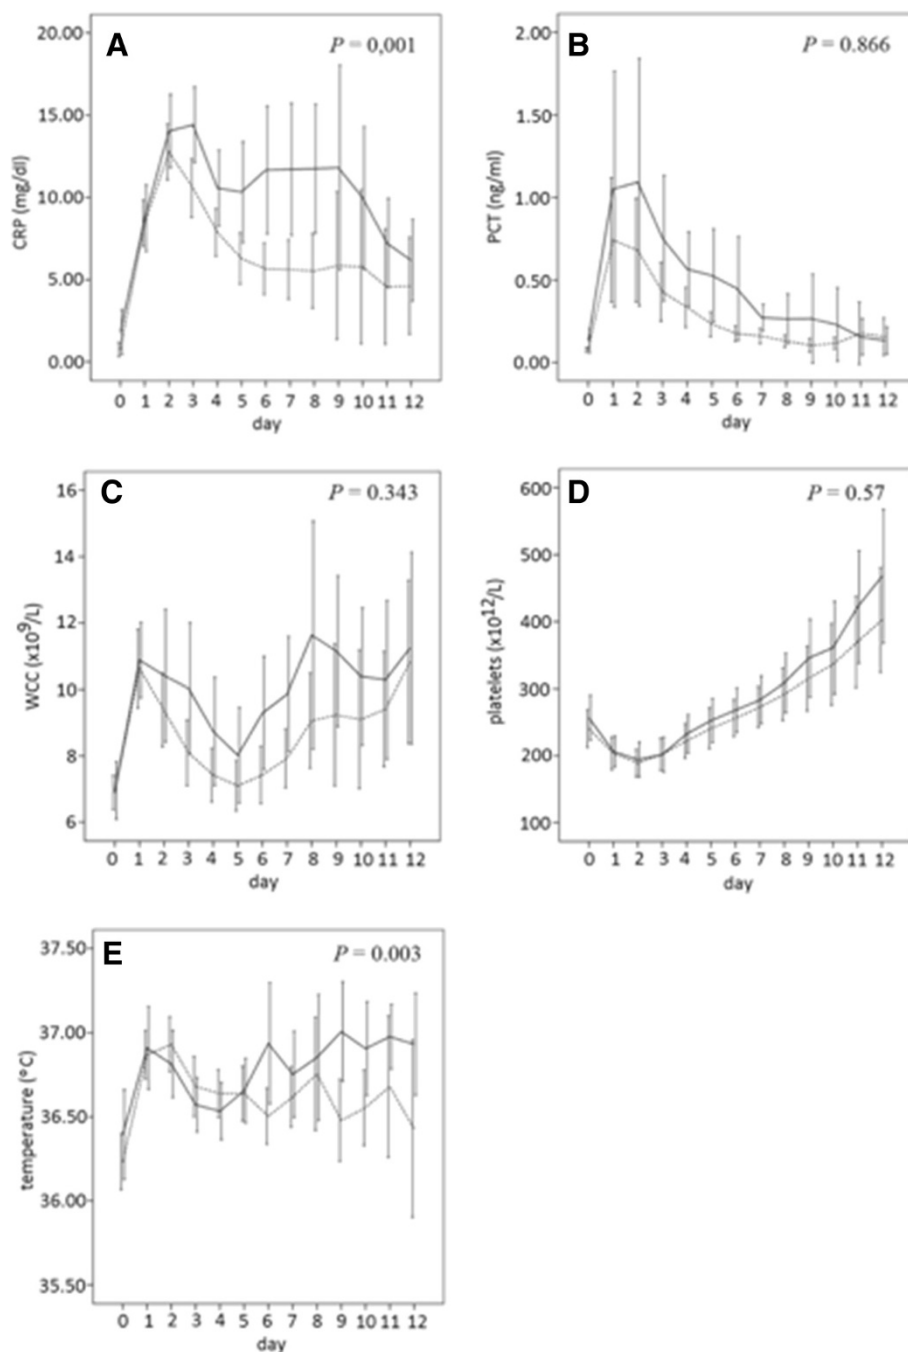 A
P = 0,001
20.00
15.00
10.00
5.00
0.00
CRP (mg/dl)
0 1 2 3 4 5 6 7 8 9 10 11 12
day
B
P = 0.866
2.00
1.50
1.00
0.50
0.00
PCT (ng/ml)
0 1 2 3 4 5 6 7 8 9 10 11 12
day
C
P = 0.343
16
14
12
10
8
6
WCC (x10⁹/L)
0 1 2 3 4 5 6 7 8 9 10 11 12
day
D
P = 0.57
600
500
400
300
200
100
platelets (x10¹²/L)
0 1 2 3 4 5 6 7 8 9 10 11 12
day
E
P = 0.003
37.50
37.00
36.50
36.00
35.50
temperature (°C)
0 1 2 3 4 5 6 7 8 9 10 11 12
day